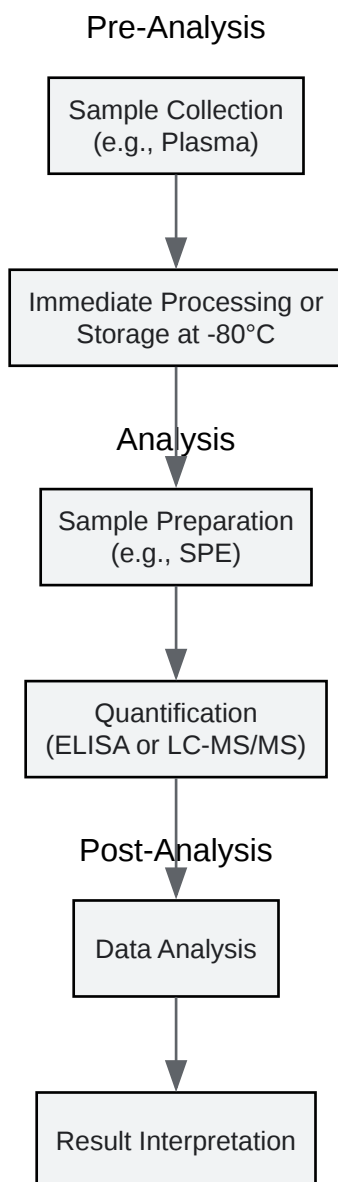 Pre-Analysis
Sample Collection
(e.g., Plasma)
Immediate Processing or
Storage at -80°C
Analysis
Sample Preparation
(e.g., SPE)
Quantification
(ELISA or LC-MS/MS)
Post-Analysis
Data Analysis
Result Interpretation